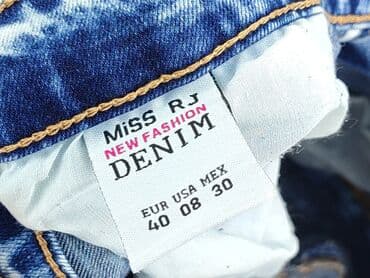 MiSS RJ
NEW FASHION
DENIM
EUR USA MEX
40 08 30